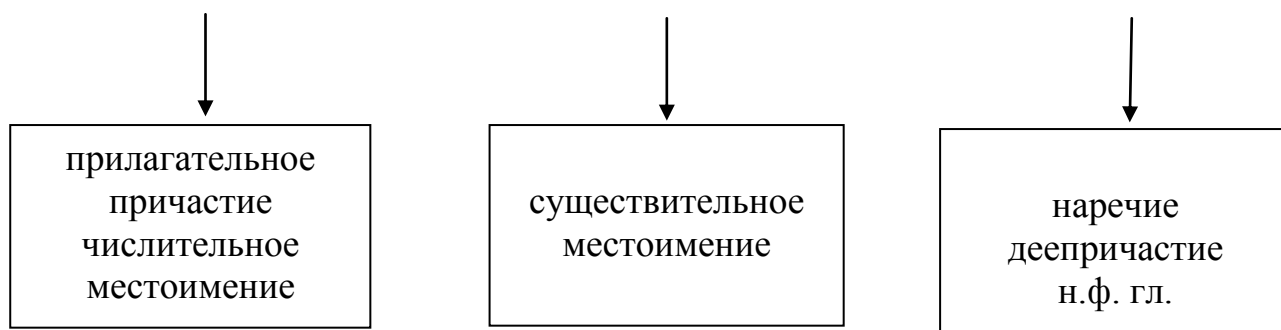 прилагательное
причастие
числительное
местоимение
существительное
местоимение
наречие
деепричастие
н.ф. гл.